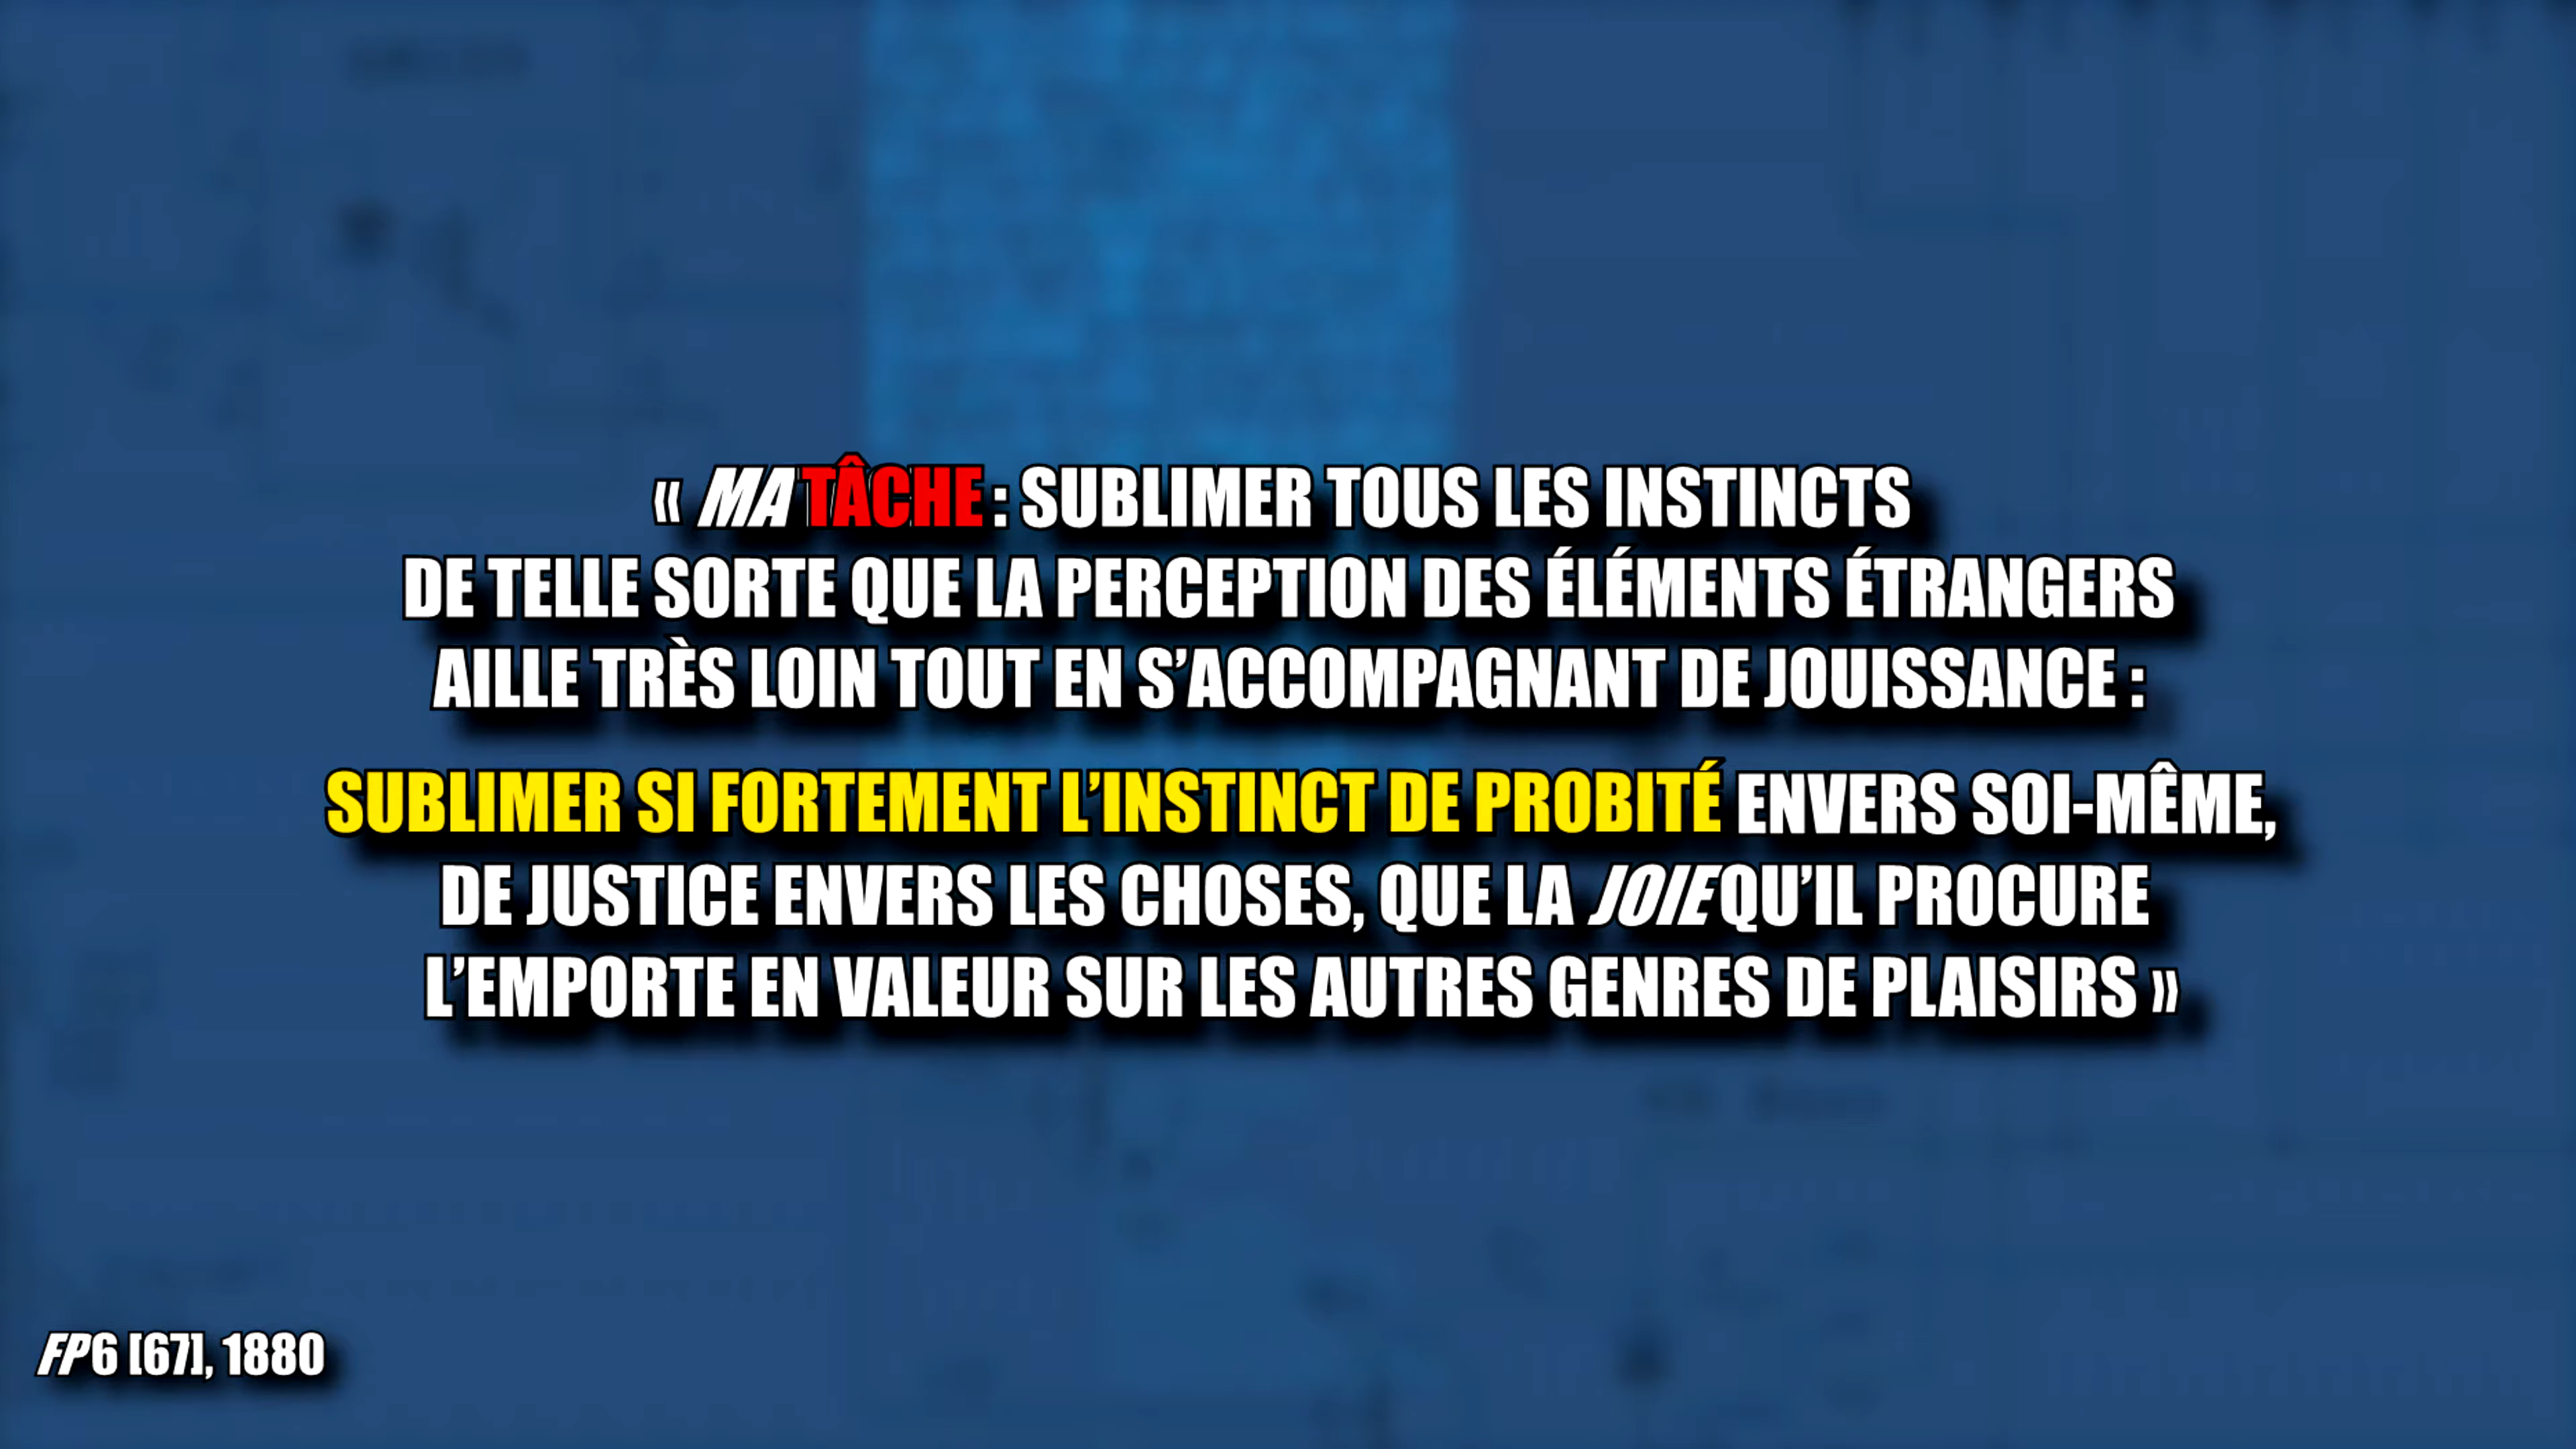 « MA TÂCHE : SUBLIMER TOUS LES INSTINCTS
DE TELLE SORTE QUE LA PERCEPTION DES ÉLÉMENTS ÉTRANGERS
AILLE TRÈS LOIN TOUT EN S’ACCOMPAGNANT DE JOUISSANCE :
SUBLIMER SI FORTEMENT L’INSTINCT DE PROBITÉ ENVERS SOI-MÊME,
DE JUSTICE ENVERS LES CHOSES, QUE LA JOIE QU’IL PROCURE
L’EMPORTE EN VALEUR SUR LES AUTRES GENRES DE PLAISIRS »
FP6 [67], 1880